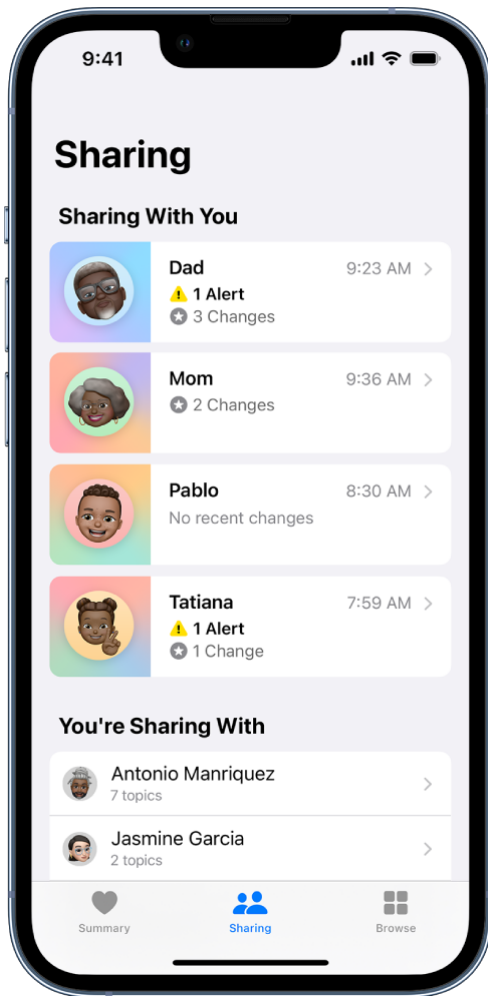 9:41
Sharing
Sharing With You
Dad 9:23 AM
1 Alert
3 Changes
Mom 9:36 AM
2 Changes
Pablo 8:30 AM
No recent changes
Tatiana 7:59 AM
1 Alert
1 Change
You're Sharing With
Antonio Manriquez
7 topics
Jasmine Garcia
2 topics
Summary Sharing Browse